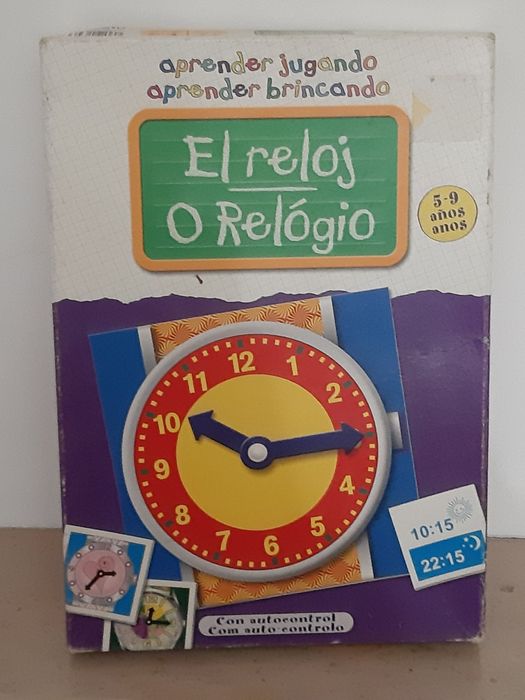 aprender jugando
aprender brincando
El reloj
O Relógio
5-9
años
anos
12
1
2
4
5
6
7
8
9
10
11
10:15
22:15
Con autocontrol
Com auto-controlo